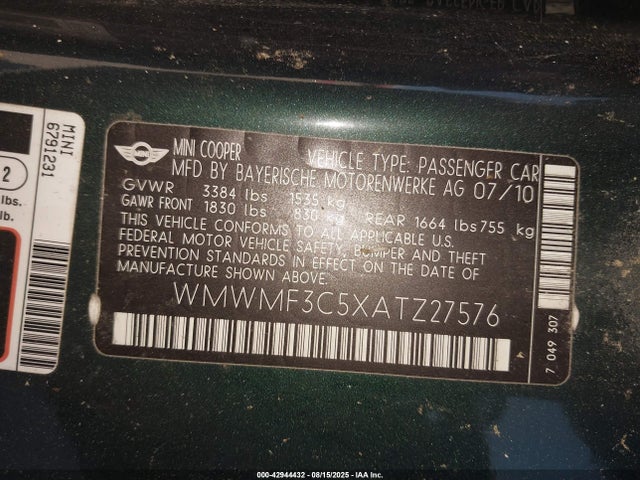 MINI
6791231
2
lbs.
lb.
MINI COOPER VEHICLE TYPE: PASSENGER CAR
MFD BY BAYERISCHE MOTORENWERKE AG 07/10
GVWR 3384 lbs 1535 kg
GAWR FRONT 1830 lbs 830 kg REAR 1664 lbs 755 kg
THIS VEHICLE CONFORMS TO ALL APPLICABLE U.S.
FEDERAL MOTOR VEHICLE SAFETY, BUMPER AND THEFT
PREVENTION STANDARDS IN EFFECT ON THE DATE OF
MANUFACTURE SHOWN ABOVE.
WMWMF3C5XATZ27576
7 049 307
000-42944432 - 08/15/2025 - IAA Inc.